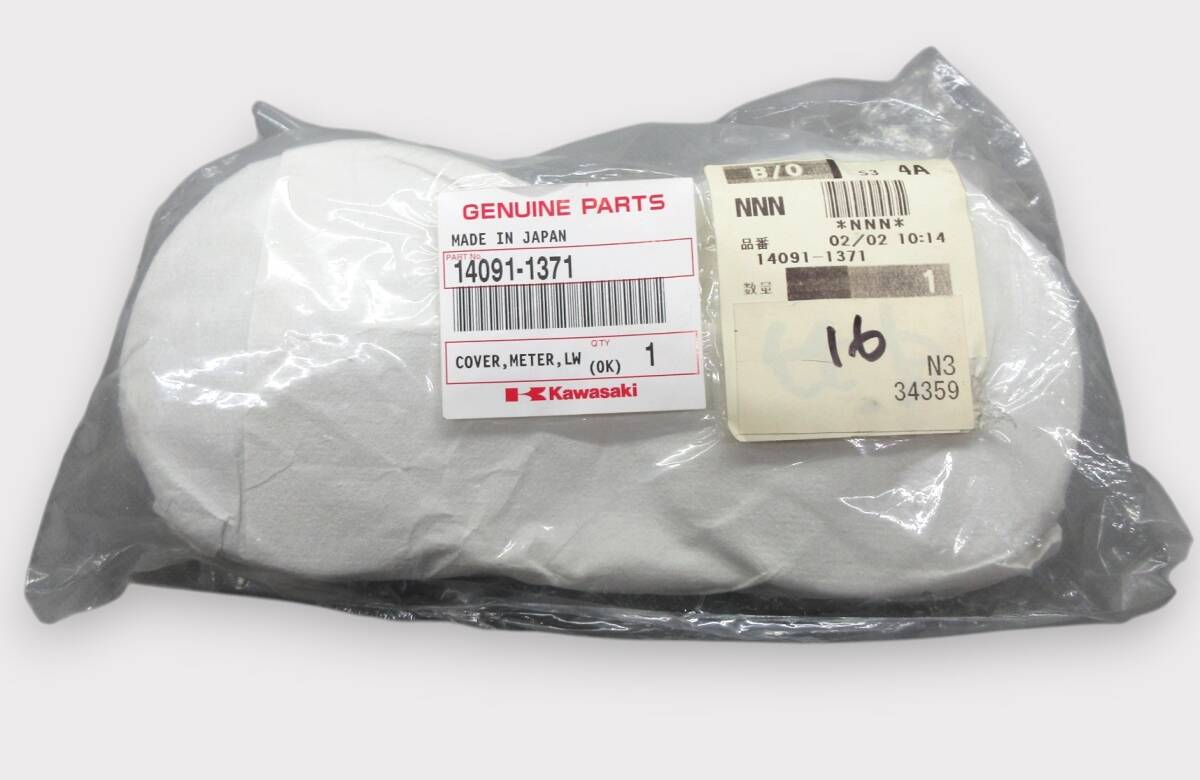 GENUINE PARTS
MADE IN JAPAN
PART No.
14091-1371
COVER,METER,LW
QTY
(OK) 1
Kawasaki
B/O S3 4A
NNN
*NNN*
02/02 10:14
品番
14091-1371
数量 1
16
N3
34359